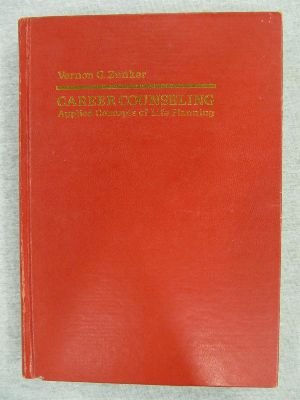 Vernon G. Zunker
CAREER COUNSELING
Applied Concepts of Life Planning